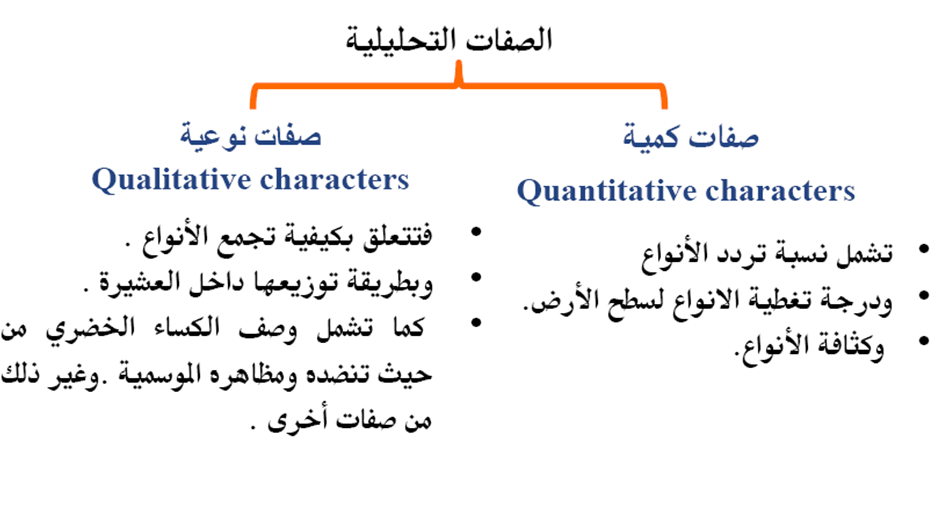 الصفات التحليلية
صفات كمية
Quantitative characters
• تشمل نسبة تردد الأنواع
• ودرجة تغطية الانواع لسطح الأرض.
• وكثافة الأنواع.
صفات نوعية
Qualitative characters
• فتتعلق بكيفية تجمع الأنواع .
• وبطريقة توزيعها داخل العشيرة .
• كما تشمل وصف الكساء الخضري من
حيث تنضده ومظاهره الموسمية .وغير ذلك
من صفات أخرى .